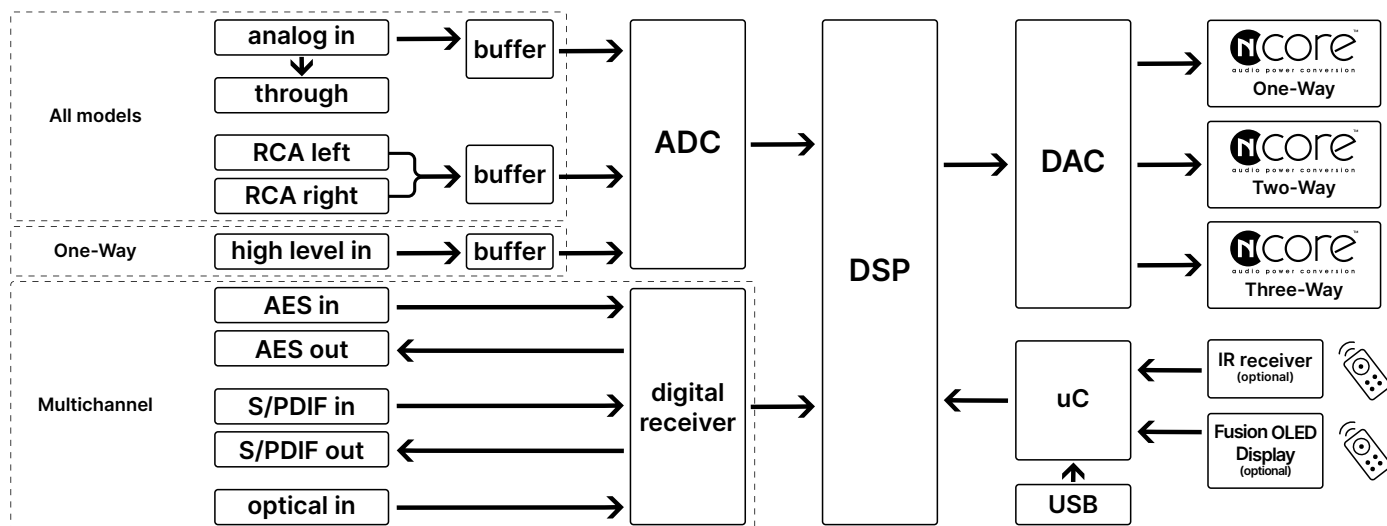 All models
analog in
through
buffer
RCA left
RCA right
buffer
One-Way
high level in
buffer
ADC
Multichannel
AES in
AES out
S/PDIF in
S/PDIF out
optical in
digital
receiver
DSP
DAC
Ncore™
audio power conversion
One-Way
Ncore™
audio power conversion
Two-Way
Ncore™
audio power conversion
Three-Way
uC
USB
IR receiver
(optional)
Fusion OLED
Display
(optional)